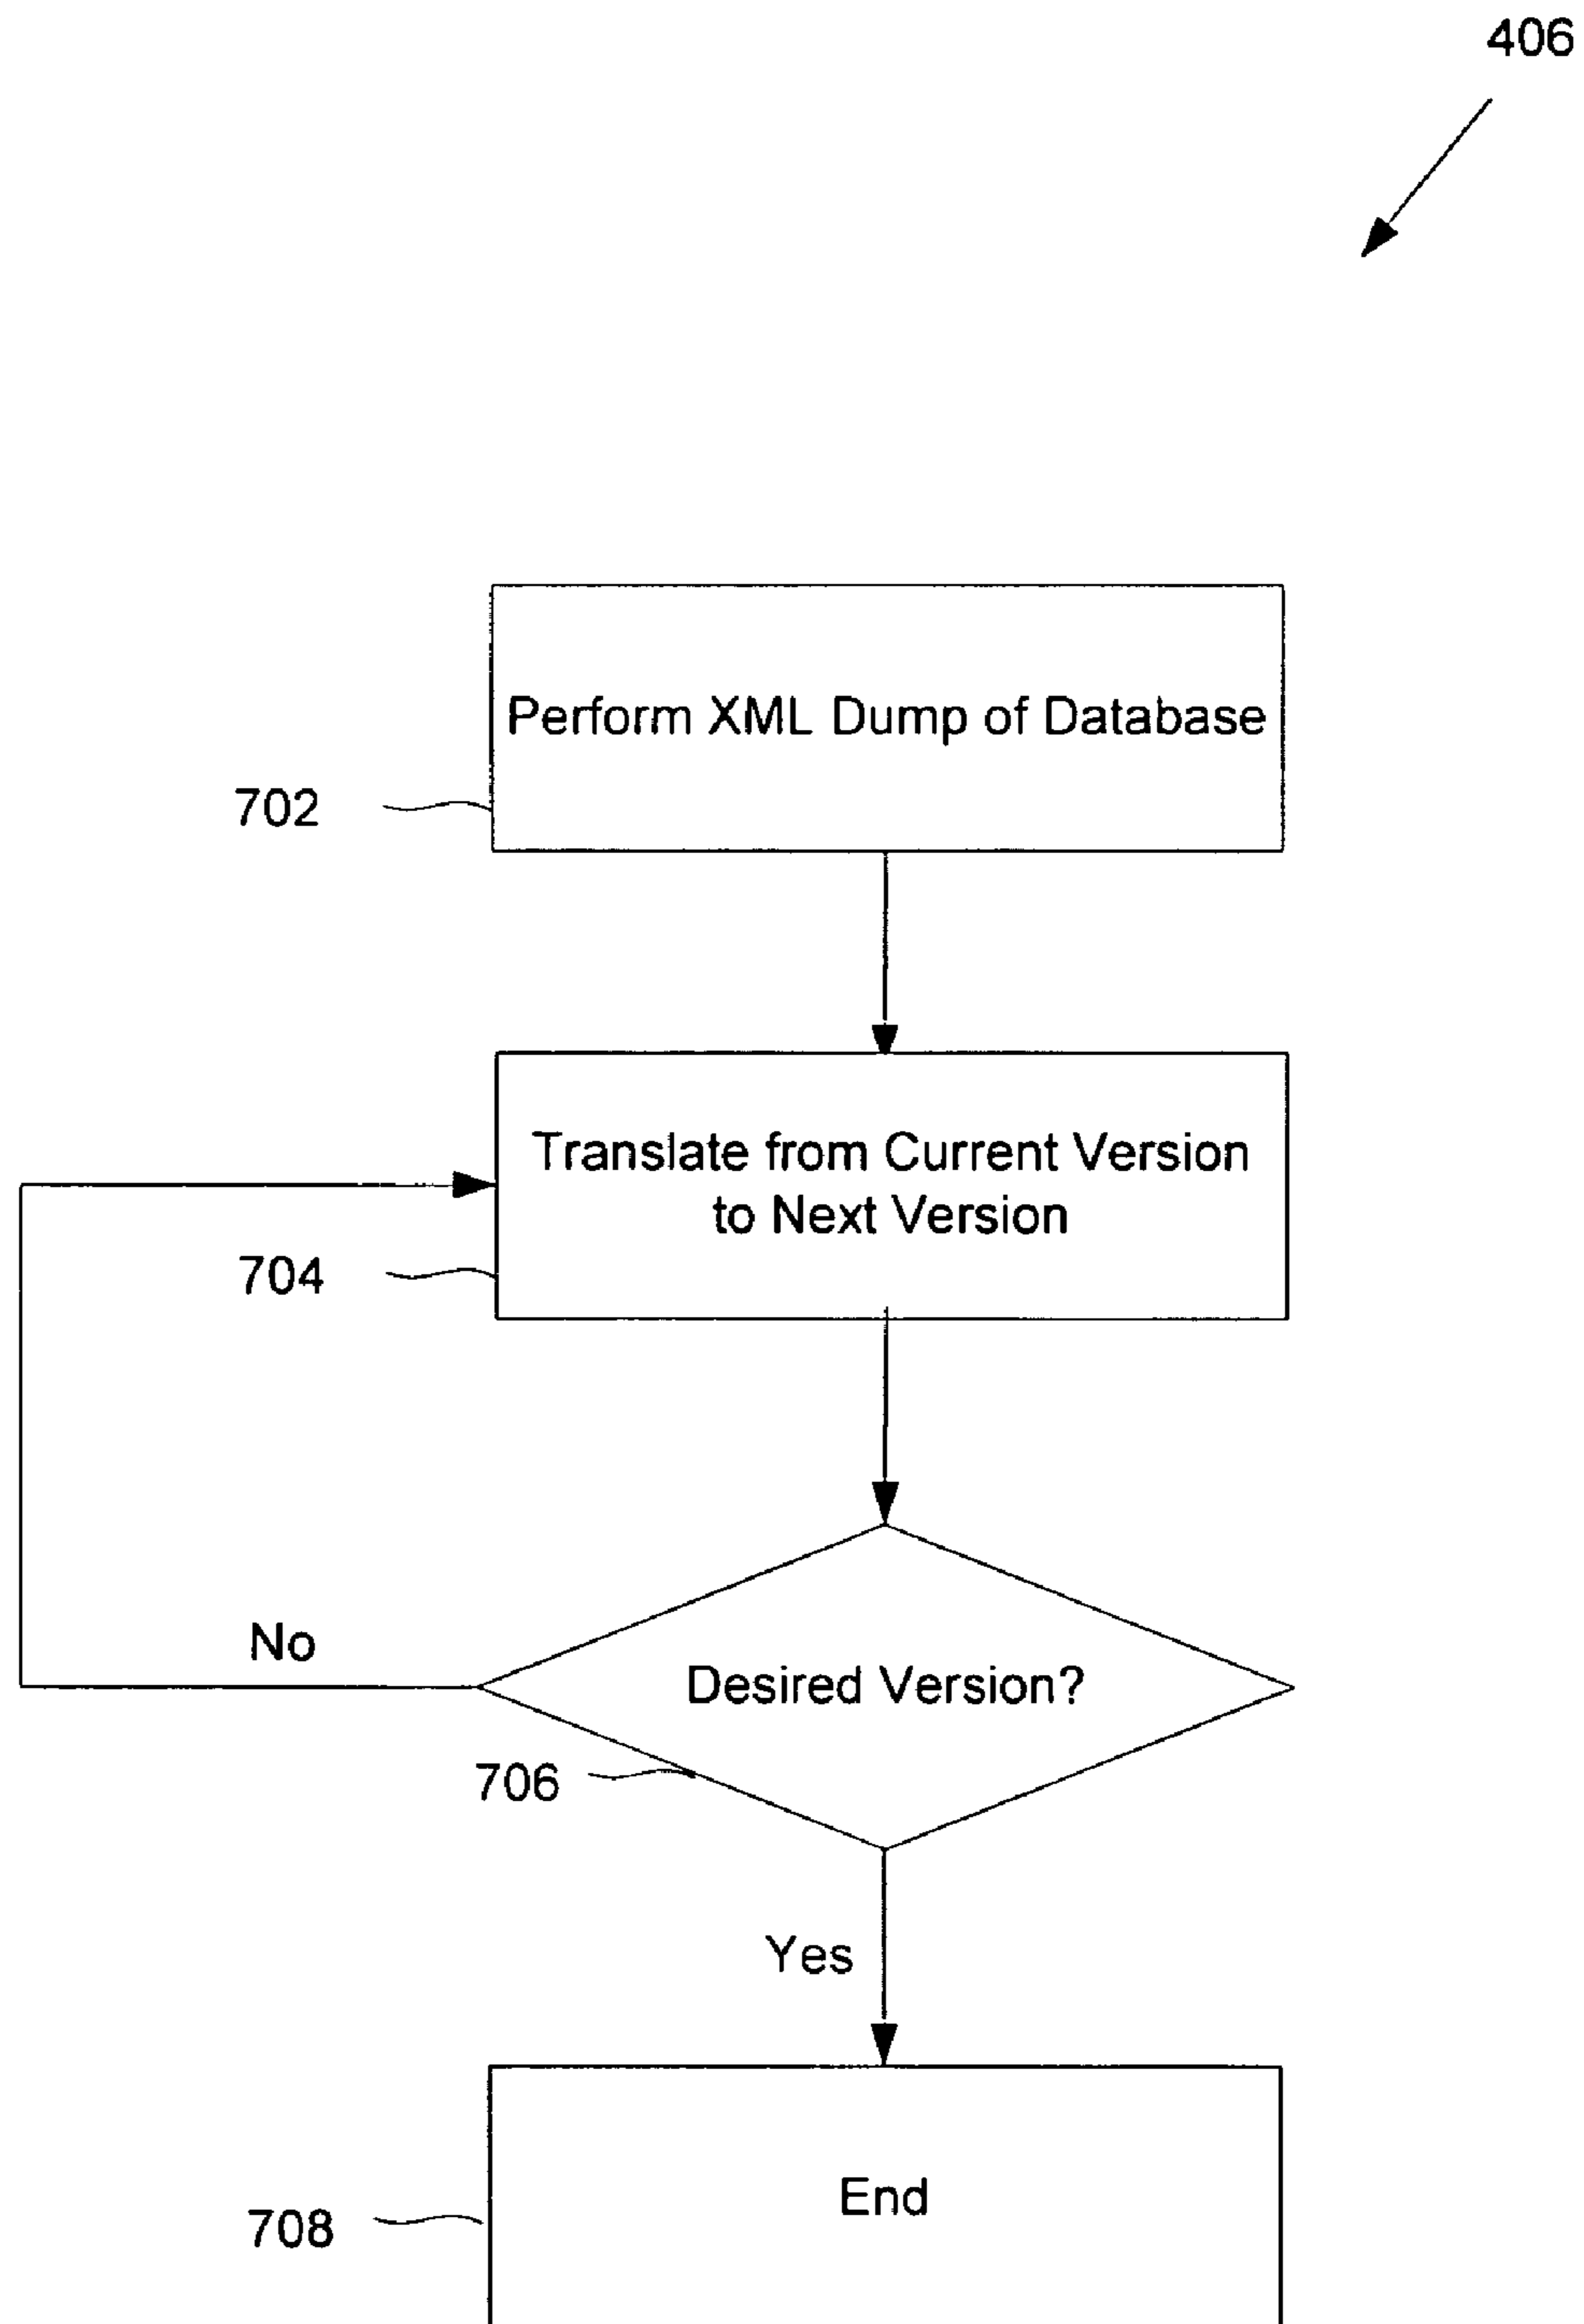 406
Perform XML Dump of Database
702
Translate from Current Version
to Next Version
704
No
Desired Version?
706
Yes
End
708